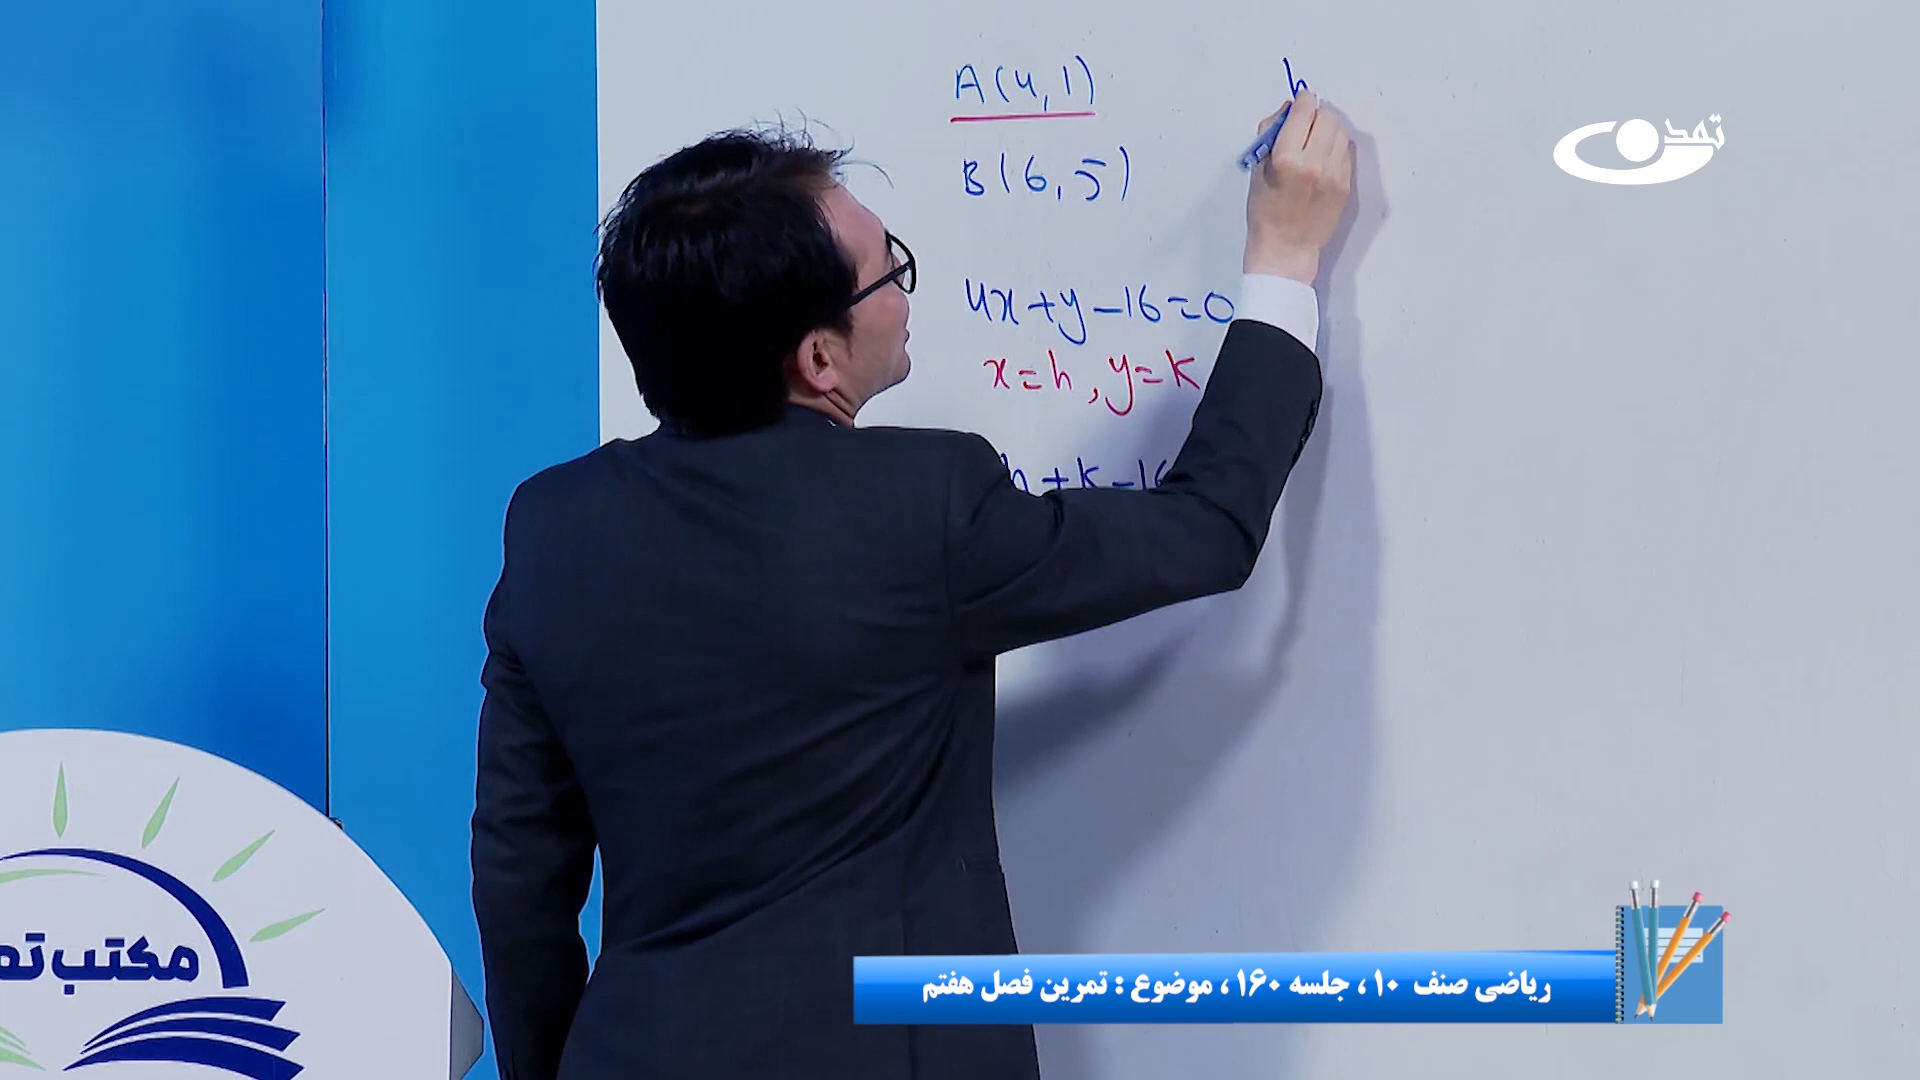 A(4,1)
h
تمدن
B(6,5)
4x+y-16=0
x=h, y=k
h+k-16
مکتب تم
ریاضی صنف ۱۰ ، جلسه ۱۶۰ ، موضوع : تمرین فصل هفتم